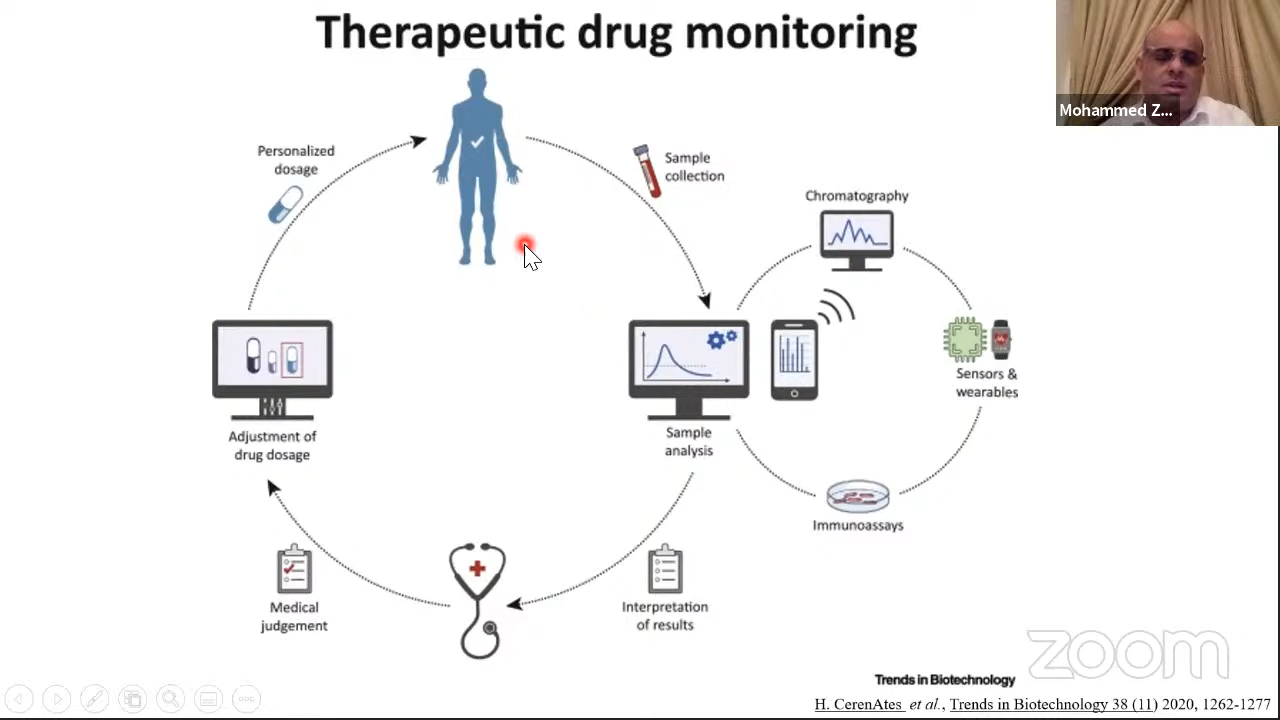 Therapeutic drug monitoring
Mohammed Z...
Personalized
dosage
Sample
collection
Chromatography
Sensors &
wearables
Adjustment of
drug dosage
Sample
analysis
Immunoassays
Medical
judgement
Interpretation
of results
zoom
Trends in Biotechnology
H. CerenAtes et al., Trends in Biotechnology 38 (11) 2020, 1262-1277